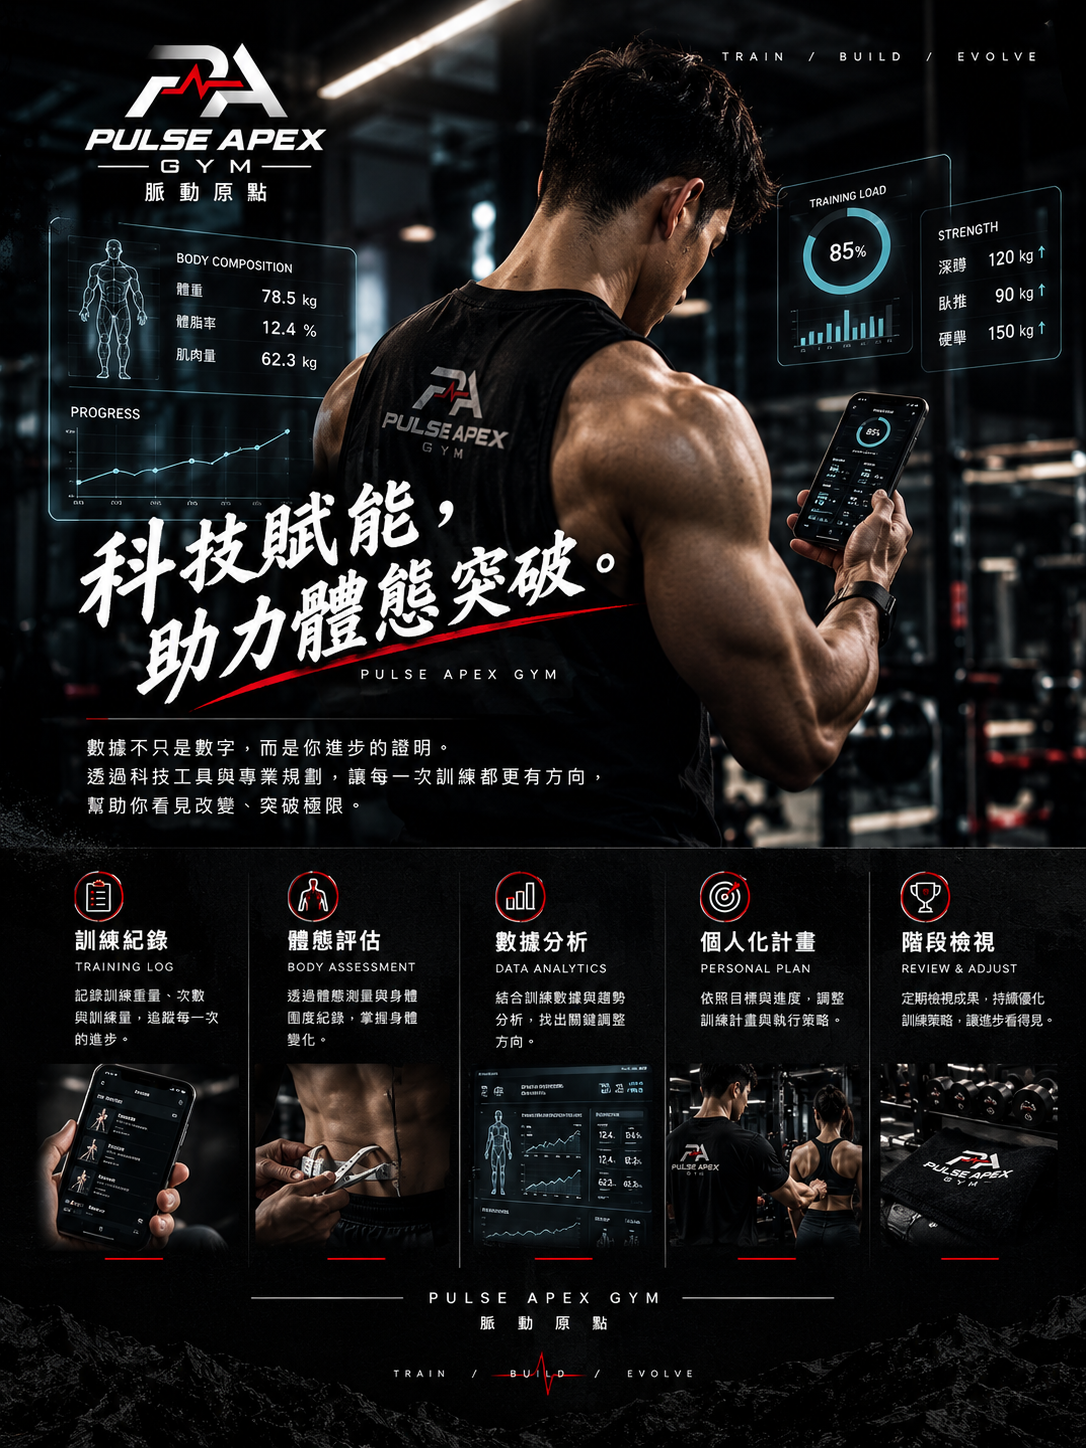 PULSE APEX
GYM
脈動原點
TRAIN / BUILD / EVOLVE
BODY COMPOSITION
體重 78.5 kg
體脂率 12.4 %
肌肉量 62.3 kg
PROGRESS
TRAINING LOAD
85%
STRENGTH
120 kg ↑
90 kg ↑
150 kg ↑
PULSE APEX
GYM
85%
科技賦能，
助力體態突破。
PULSE APEX GYM
數據不只是數字，而是你進步的證明。
透過科技工具與專業規劃，讓每一次訓練都更有方向，
幫助你看見改變、突破極限。
訓練紀錄
TRAINING LOG
記錄訓練重量、次數
與訓練量，追蹤每一次
的進步。
體態評估
BODY ASSESSMENT
透過體態測量與身體
圍度紀錄，掌握身體
變化。
數據分析
DATA ANALYTICS
結合訓練數據與趨勢
分析，找出關鍵調整
方向。
個人化計畫
PERSONAL PLAN
依照目標與進度，調整
訓練計畫與執行策略。
階段檢視
REVIEW & ADJUST
定期檢視成果，持續優化
訓練策略，讓進步看得見。
12.4
12.4
62.3
PULSE APEX
GYM
PULSE APEX
GYM
PULSE APEX GYM
脈動原點
TRAIN / BUILD / EVOLVE